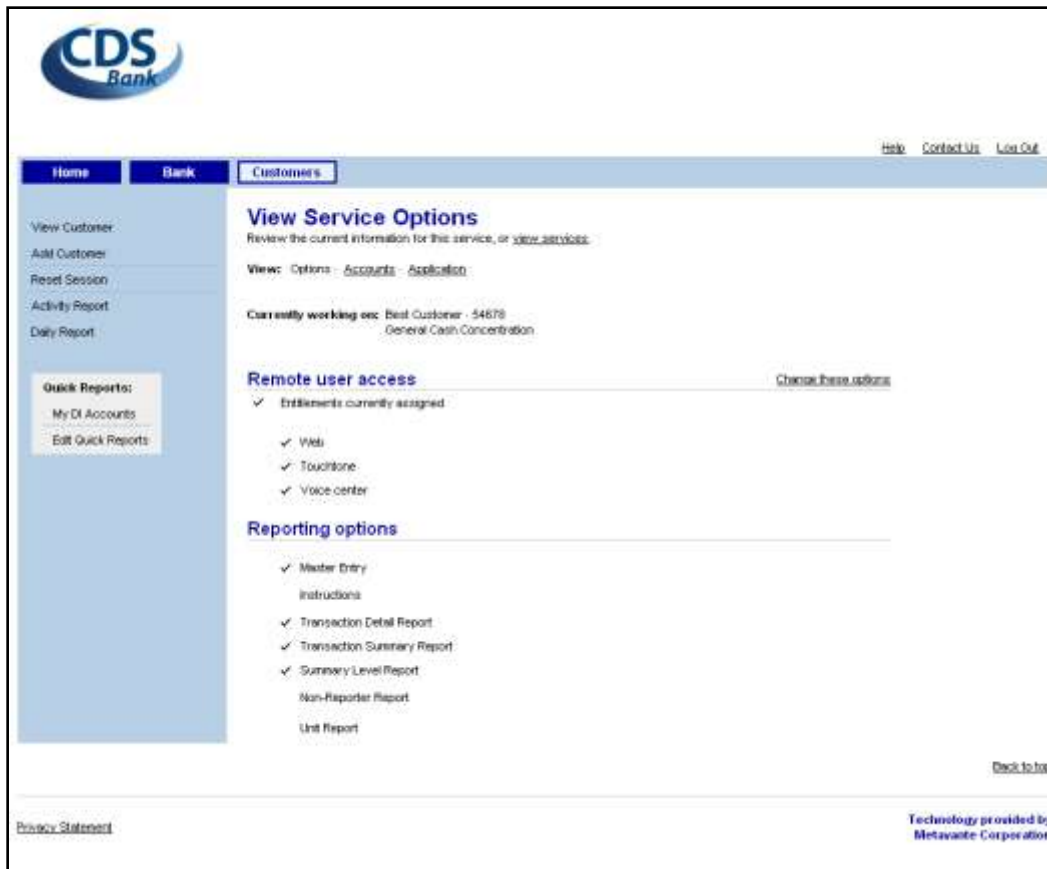 CDS
Bank
Help Contact Us Log Out
Home Bank Customers
View Customer
Add Customer
Reset Session
Activity Report
Daily Report
Quick Reports:
My DI Accounts
Edit Quick Reports
View Service Options
Review the current information for this service, or view services.
View: Options - Accounts - Application
Currently working on: Best Customer - 54678
General Cash Concentration
Remote user access Change these options
✓ Entitlements currently assigned
✓ Web
✓ Touchtone
✓ Voice center
Reporting options
✓ Master Entry
Instructions
✓ Transaction Detail Report
✓ Transaction Summary Report
✓ Summary Level Report
Non-Reporter Report
Unit Report
Back to top
Privacy Statement
Technology provided by
Metavante Corporation